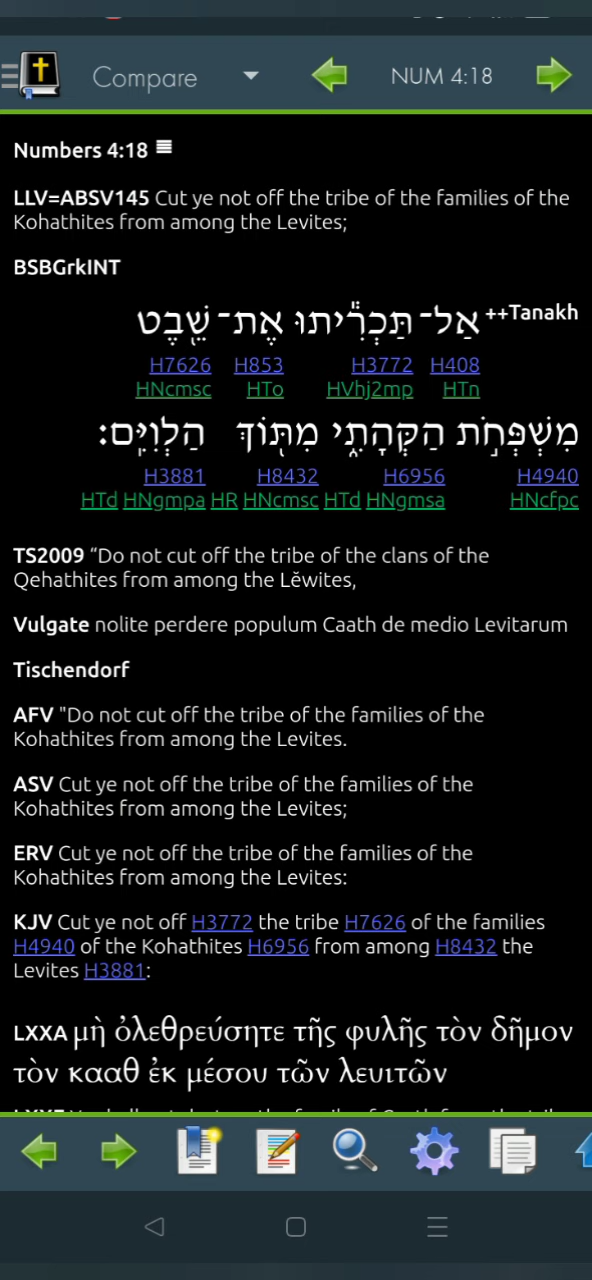 Compare
NUM 4:18
Numbers 4:18
LLV=ABSV145 Cut ye not off the tribe of the families of the
Kohathites from among the Levites;
BSBGrkINT
++Tanakh אַל־ תַּכְרִ֕יתוּ אֶת־ שֵׁ֖בֶט
H7626 H853 H3772 H408
HNcmsc HTo HVhj2mp HTn
מִשְׁפְּחֹ֣ת הַקְּהָתִ֑י מִתּ֖וֹךְ הַלְוִיִּֽם׃
H3881 H8432 H6956 H4940
HTd HNgmpa HR HNcmsc HTd HNgmsa HNcfpc
TS2009 “Do not cut off the tribe of the clans of the
Qehathites from among the Lĕwites,
Vulgate nolite perdere populum Caath de medio Levitarum
Tischendorf
AFV "Do not cut off the tribe of the families of the
Kohathites from among the Levites.
ASV Cut ye not off the tribe of the families of the
Kohathites from among the Levites;
ERV Cut ye not off the tribe of the families of the
Kohathites from among the Levites:
KJV Cut ye not off H3772 the tribe H7626 of the families
H4940 of the Kohathites H6956 from among H8432 the
Levites H3881:
LXXA μὴ ὀλεθρεύσητε τῆς φυλῆς τὸν δῆμον
τὸν κααθ ἐκ μέσου τῶν λευιτῶν